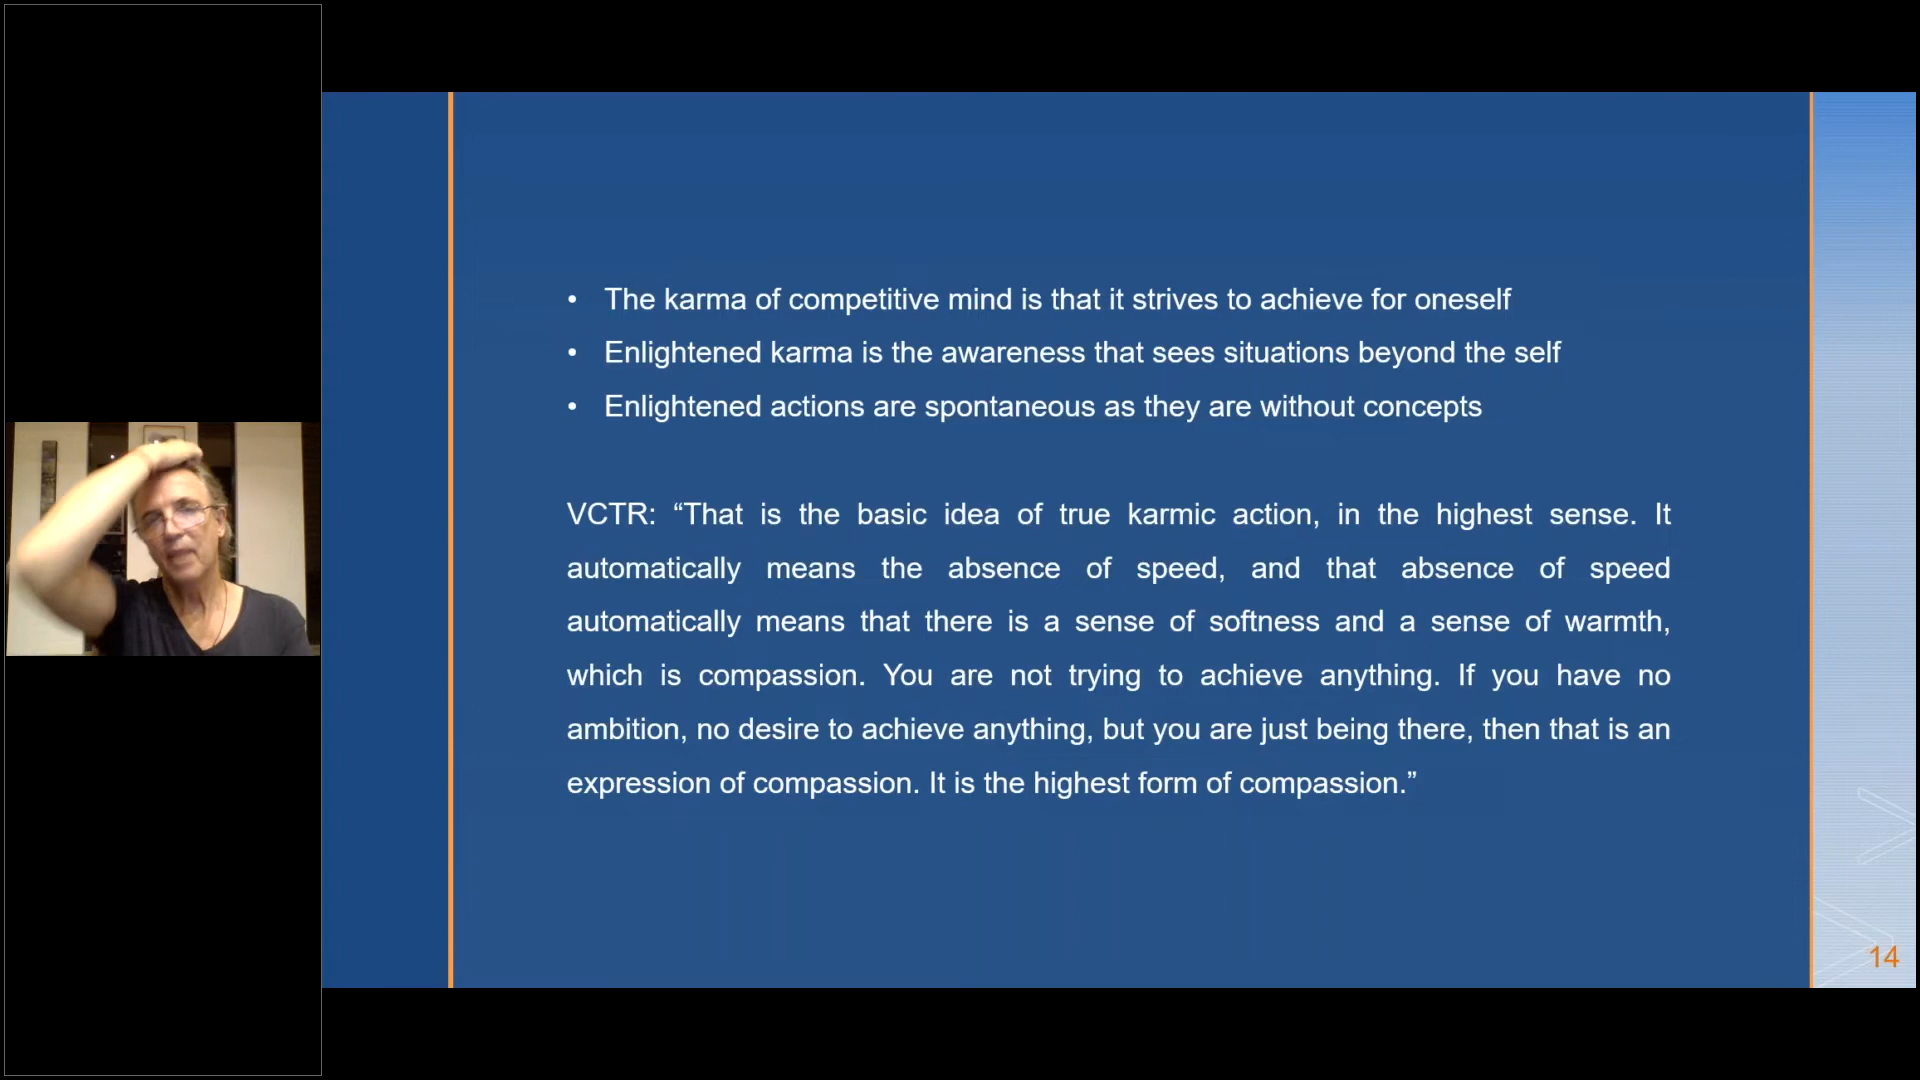 • The karma of competitive mind is that it strives to achieve for oneself
• Enlightened karma is the awareness that sees situations beyond the self
• Enlightened actions are spontaneous as they are without concepts
VCTR: “That is the basic idea of true karmic action, in the highest sense. It
automatically means the absence of speed, and that absence of speed
automatically means that there is a sense of softness and a sense of warmth,
which is compassion. You are not trying to achieve anything. If you have no
ambition, no desire to achieve anything, but you are just being there, then that is an
expression of compassion. It is the highest form of compassion.”
14